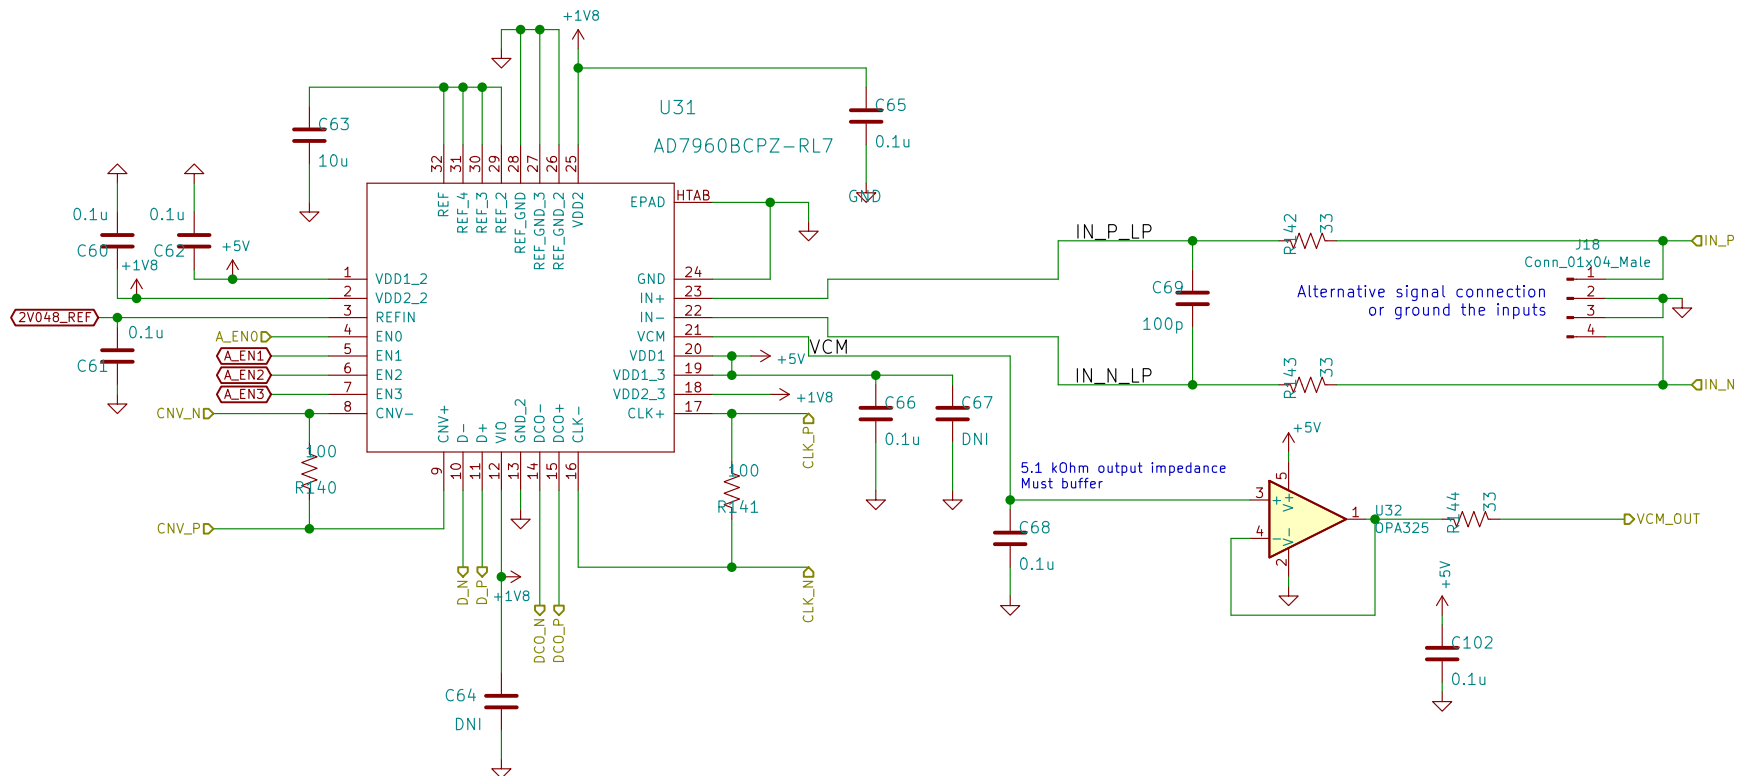 +1V8
C63
10u
U31
AD7960BCPZ-RL7
C65
0.1u
GND
32
31
30
29
28
27
26
25
REF
REF_4
REF_3
REF_2
REF_GND
REF_GND_3
REF_GND_2
VDD2
EPAD
HTAB
0.1u
C60
0.1u
C62
+5V
+1V8
2V048_REF
0.1u
C61
A_EN0
A_EN1
A_EN2
A_EN3
CNV_N
CNV_P
100
R140
1
VDD1_2
2
VDD2_2
3
REFIN
4
EN0
5
EN1
6
EN2
7
EN3
8
CNV-
GND
24
IN+
23
IN-
22
VCM
21
VDD1
20
VDD1_3
19
VDD2_3
18
CLK+
17
CNV+
D-
D+
VIO
GND_2
DCO-
DCO+
CLK-
9
10
11
12
13
14
15
16
D_N
D_P
+1V8
DCO_N
DCO_P
C64
DNI
VCM
+5V
+1V8
CLK_P
100
R141
CLK_N
C66
0.1u
C67
DNI
IN_P_LP
IN_N_LP
C69
100p
R142
33
R143
33
J18
Conn_01x04_Male
1
2
3
4
Alternative signal connection
or ground the inputs
IN_P
IN_N
5.1 kOhm output impedance
Must buffer
C68
0.1u
+5V
3
4
5
2
1
+
-
V+
V-
U32
OPA325
R144
33
VCM_OUT
+5V
C102
0.1u